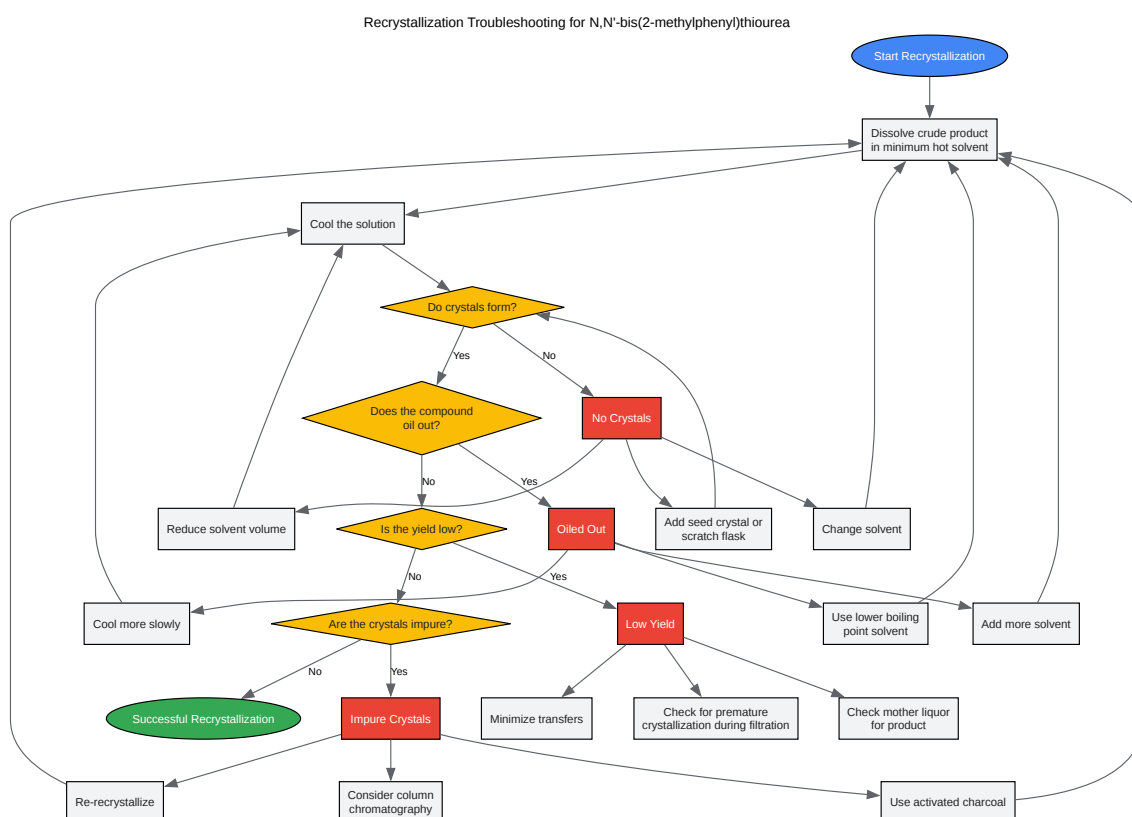 Recrystallization Troubleshooting for N,N'-bis(2-methylphenyl)thiourea
Start Recrystallization
Dissolve crude product
in minimum hot solvent
Cool the solution
Do crystals form?
Yes
No
Does the compound
oil out?
No Crystals
No
Yes
Reduce solvent volume
Is the yield low?
Oiled Out
Add seed crystal or
scratch flask
Change solvent
No
Yes
Cool more slowly
Are the crystals impure?
Low Yield
Use lower boiling
point solvent
Add more solvent
No
Yes
Successful Recrystallization
Impure Crystals
Minimize transfers
Check for premature
crystallization during filtration
Check mother liquor
for product
Re-recrystallize
Consider column
chromatography
Use activated charcoal